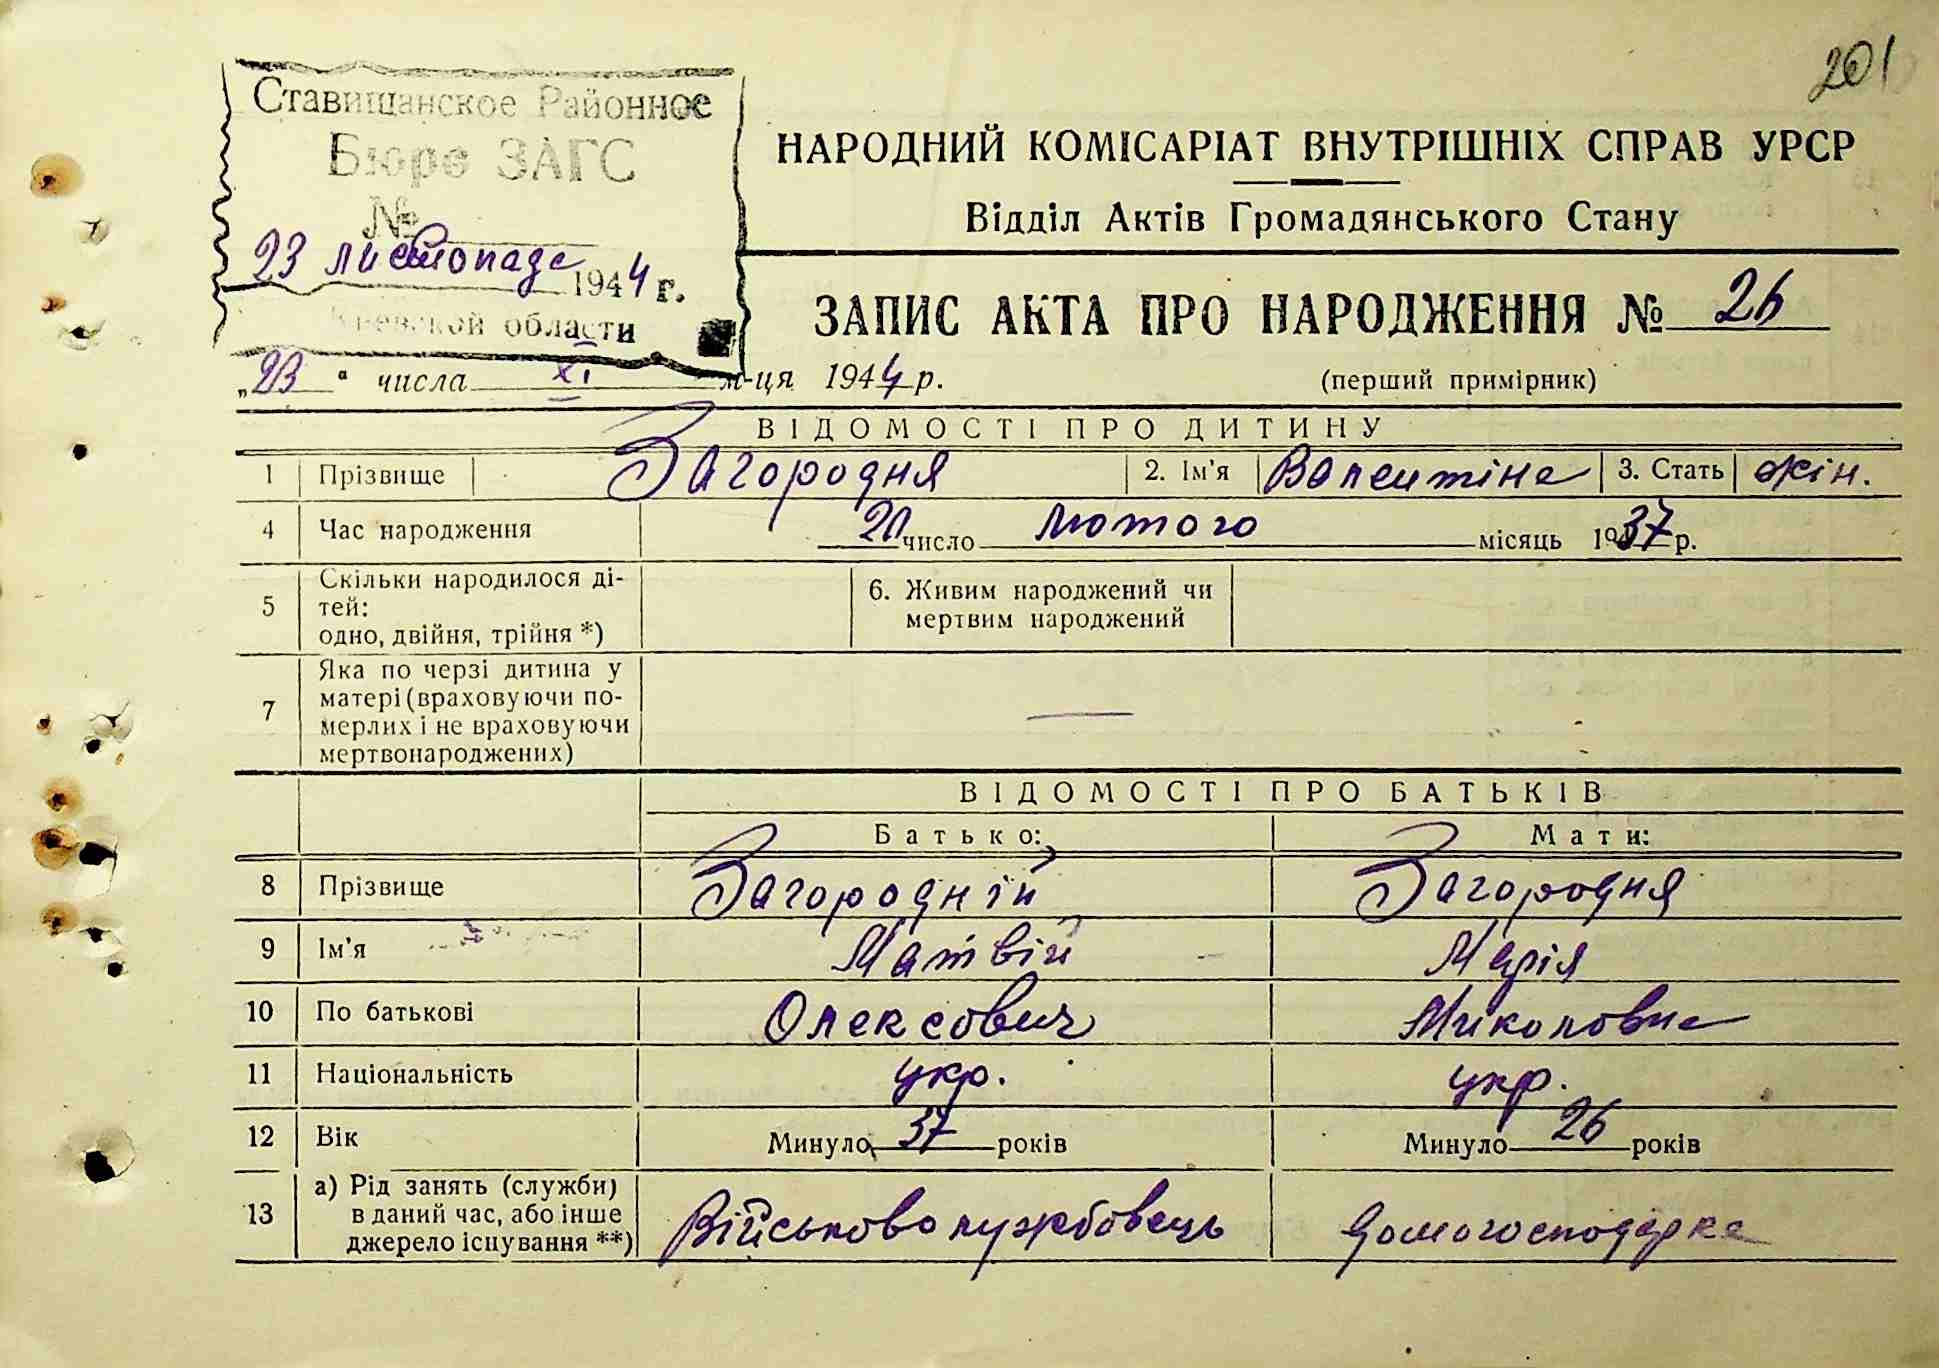 201
Ставищанское Районное
Бюро ЗАГС
№
23 листопада 1944 г.
Киевской области
НАРОДНИЙ КОМІСАРІАТ ВНУТРІШНІХ СПРАВ УРСР
Відділ Актів Громадянського Стану
ЗАПИС АКТА ПРО НАРОДЖЕННЯ № 26
„23“ числа XI м-ця 1944 р.
(перший примірник)
ВІДОМОСТІ ПРО ДИТИНУ
1 Прізвище Загородня 2. Ім'я Валентіна 3. Стать жін.
4 Час народження 20 число лютого місяць 1937 р.
5 Скільки народилося ді-
тей:
одно, двійня, трійня *)
6. Живим народжений чи
мертвим народжений
7 Яка по черзі дитина у
матері (враховуючи по-
мерлих і не враховуючи
мертвонароджених) —
ВІДОМОСТІ ПРО БАТЬКІВ
Батько: Мати:
8 Прізвище Загородній Загородня
9 Ім'я Матвій Марія
10 По батькові Олексович Миколовна
11 Національність укр. укр.
12 Вік Минуло 37 років Минуло 26 років
13 а) Рід занять (служби)
в даний час, або інше
джерело існування **) Військовослужбовець домогосподарка